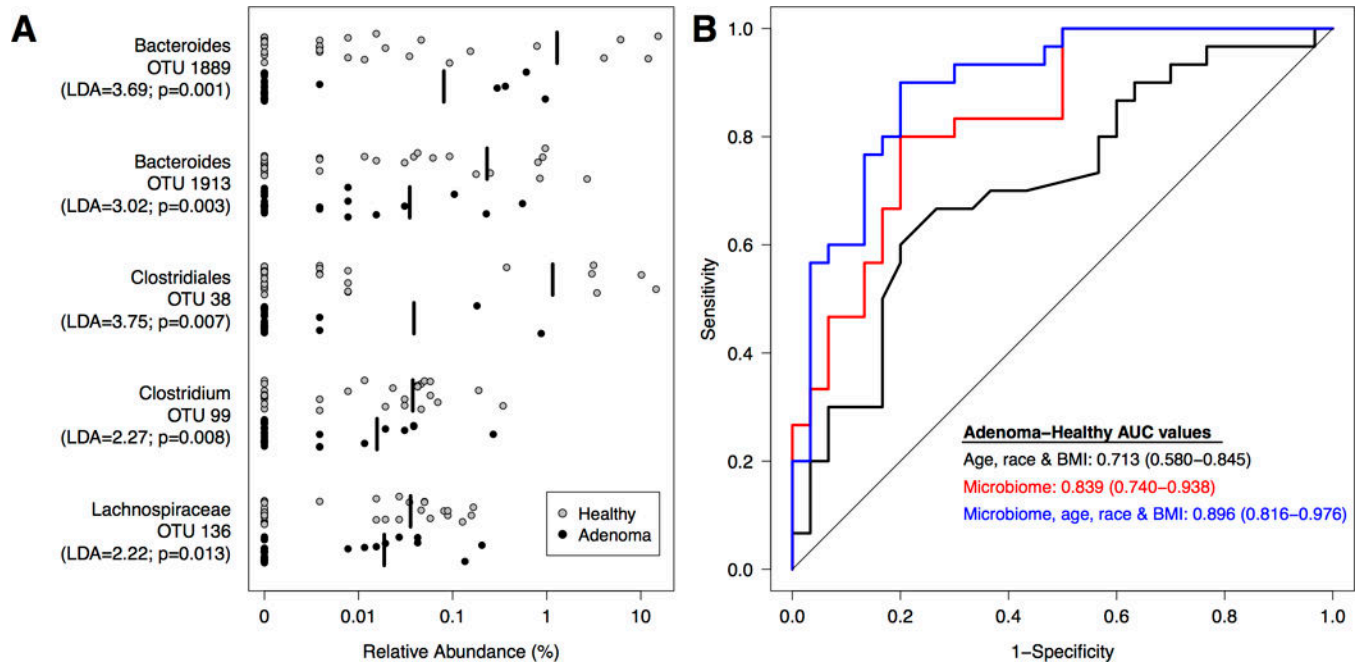 A
Bacteroides
OTU 1889
(LDA=3.69; p=0.001)
Bacteroides
OTU 1913
(LDA=3.02; p=0.003)
Clostridiales
OTU 38
(LDA=3.75; p=0.007)
Clostridium
OTU 99
(LDA=2.27; p=0.008)
Lachnospiraceae
OTU 136
(LDA=2.22; p=0.013)
Healthy
Adenoma
0 0.01 0.1 1 10
Relative Abundance (%)
B
1.0
0.8
0.6
0.4
0.2
0.0
Sensitivity
Adenoma−Healthy AUC values
Age, race & BMI: 0.713 (0.580−0.845)
Microbiome: 0.839 (0.740−0.938)
Microbiome, age, race & BMI: 0.896 (0.816−0.976)
0.0 0.2 0.4 0.6 0.8 1.0
1−Specificity